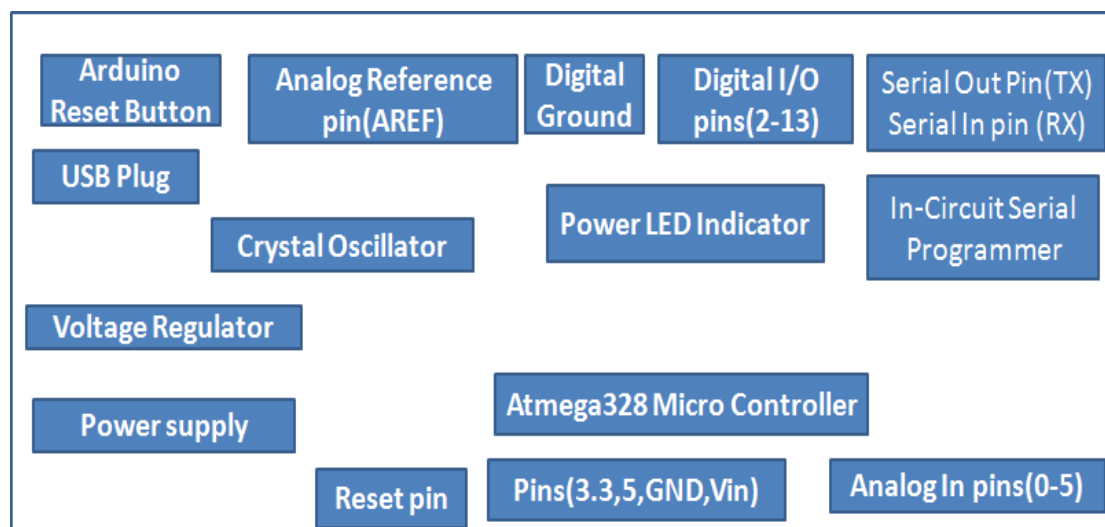 Arduino
Reset Button
Analog Reference
pin(AREF)
Digital
Ground
Digital I/O
pins(2-13)
Serial Out Pin(TX)
Serial In pin (RX)
USB Plug
Crystal Oscillator
Power LED Indicator
In-Circuit Serial
Programmer
Voltage Regulator
Power supply
Atmega328 Micro Controller
Reset pin
Pins(3.3,5,GND,Vin)
Analog In pins(0-5)